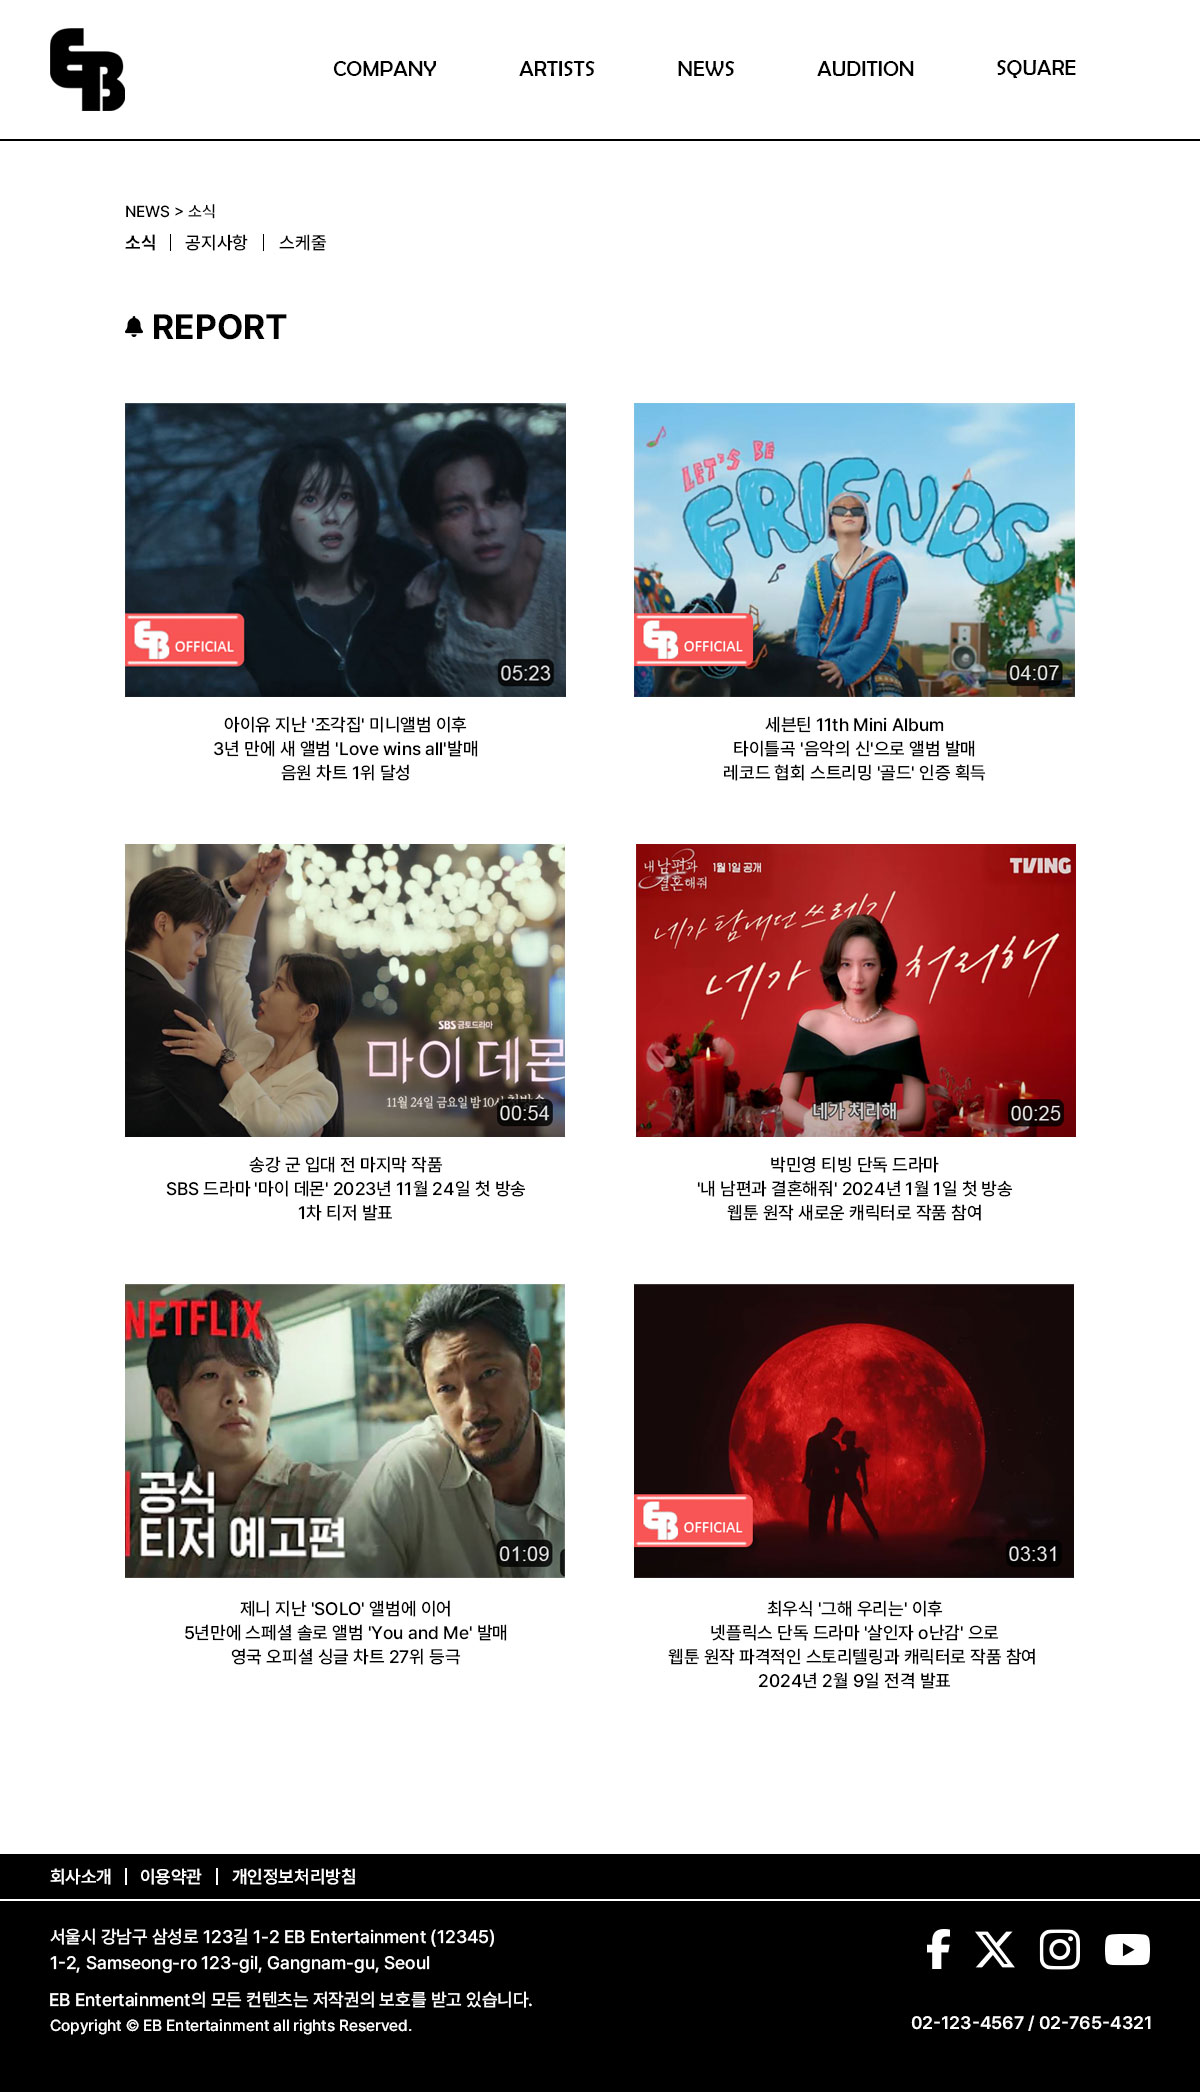 EB
COMPANY
ARTISTS
NEWS
AUDITION
SQUARE
NEWS > 소식
소식 | 공지사항 | 스케줄
REPORT
EB OFFICIAL
05:23
LET'S BE
FRIENDS
EB OFFICIAL
04:07
아이유 지난 '조각집' 미니앨범 이후
3년 만에 새 앨범 'Love wins all'발매
음원 차트 1위 달성
세븐틴 11th Mini Album
타이틀곡 '음악의 신'으로 앨범 발매
레코드 협회 스트리밍 '골드' 인증 획득
SBS 금토드라마
마이 데몬
11월 24일 금요일 밤 10시 첫방송
00:54
내 남편과
결혼해줘
1월 1일 공개
TVING
네가 탐내던 쓰레기
네가 처리해
네가 처리해
00:25
송강 군 입대 전 마지막 작품
SBS 드라마 '마이 데몬' 2023년 11월 24일 첫 방송
1차 티저 발표
박민영 티빙 단독 드라마
'내 남편과 결혼해줘' 2024년 1월 1일 첫 방송
웹툰 원작 새로운 캐릭터로 작품 참여
NETFLIX
공식
티저 예고편
01:09
EB OFFICIAL
03:31
제니 지난 'SOLO' 앨범에 이어
5년만에 스페셜 솔로 앨범 'You and Me' 발매
영국 오피셜 싱글 차트 27위 등극
최우식 '그해 우리는' 이후
넷플릭스 단독 드라마 '살인자 o난감' 으로
웹툰 원작 파격적인 스토리텔링과 캐릭터로 작품 참여
2024년 2월 9일 전격 발표
회사소개 | 이용약관 | 개인정보처리방침
서울시 강남구 삼성로 123길 1-2 EB Entertainment (12345)
1-2, Samseong-ro 123-gil, Gangnam-gu, Seoul
EB Entertainment의 모든 컨텐츠는 저작권의 보호를 받고 있습니다.
Copyright © EB Entertainment all rights Reserved.
02-123-4567 / 02-765-4321